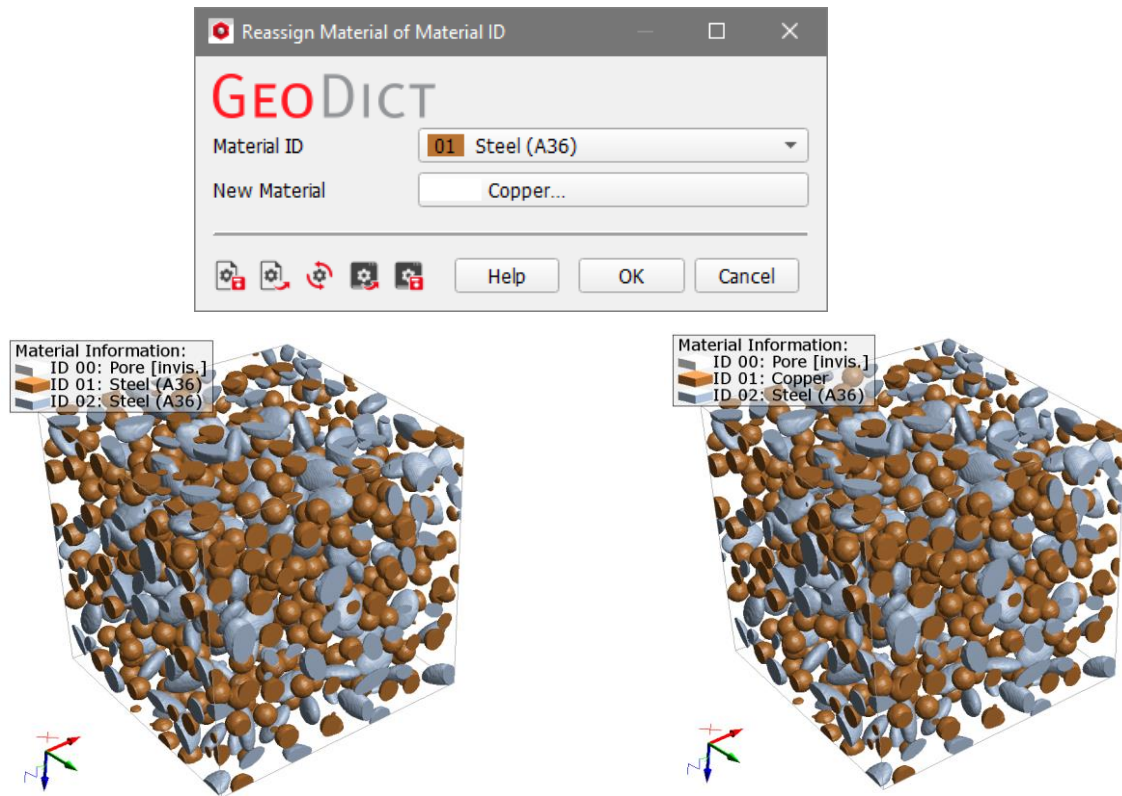 Reassign Material of Material ID
GEODICT
Material ID
01 Steel (A36)
New Material
Copper...
Help
OK
Cancel
Material Information:
ID 00: Pore [invis.]
ID 01: Steel (A36)
ID 02: Steel (A36)
X
Z
Material Information:
ID 00: Pore [invis.]
ID 01: Copper
ID 02: Steel (A36)
X
Z